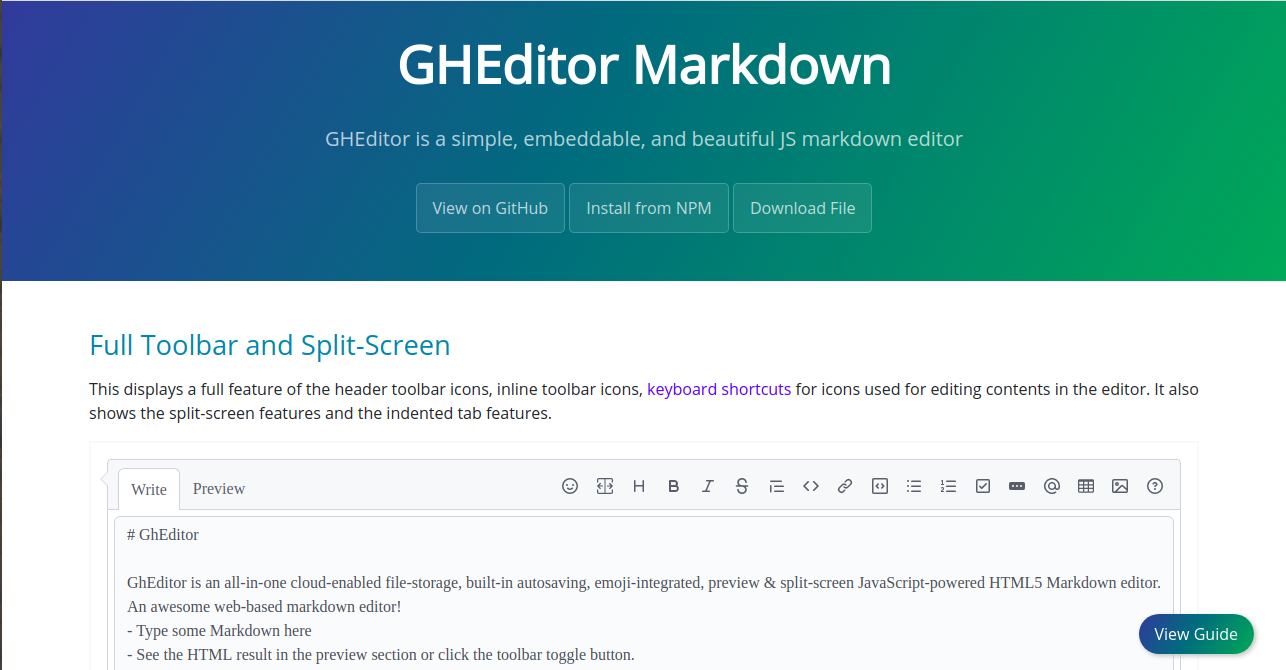 GHEditor Markdown
GHEditor is a simple, embeddable, and beautiful JS markdown editor
View on GitHub Install from NPM Download File
Full Toolbar and Split-Screen
This displays a full feature of the header toolbar icons, inline toolbar icons, keyboard shortcuts for icons used for editing contents in the editor. It also
shows the split-screen features and the indented tab features.
Write Preview
# GhEditor
GhEditor is an all-in-one cloud-enabled file-storage, built-in autosaving, emoji-integrated, preview & split-screen JavaScript-powered HTML5 Markdown editor.
An awesome web-based markdown editor!
- Type some Markdown here
- See the HTML result in the preview section or click the toolbar toggle button.
View Guide